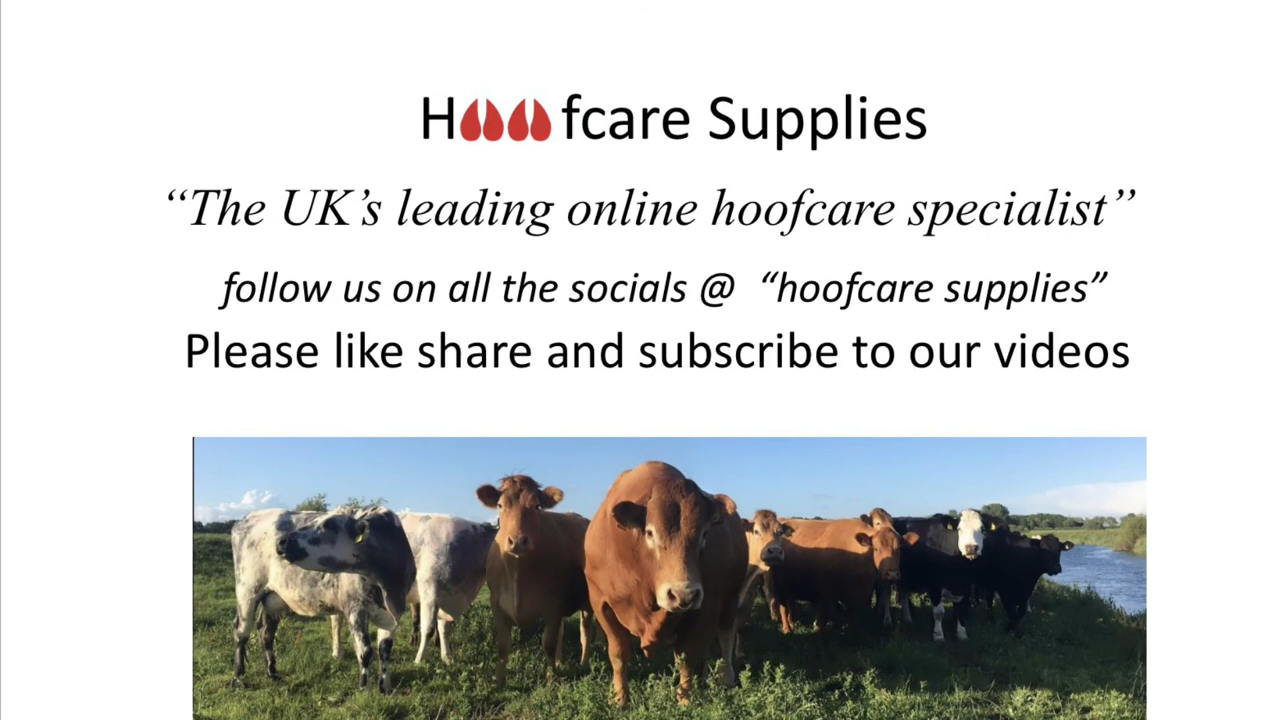 Hoofcare Supplies
“The UK’s leading online hoofcare specialist”
follow us on all the socials @ “hoofcare supplies”
Please like share and subscribe to our videos